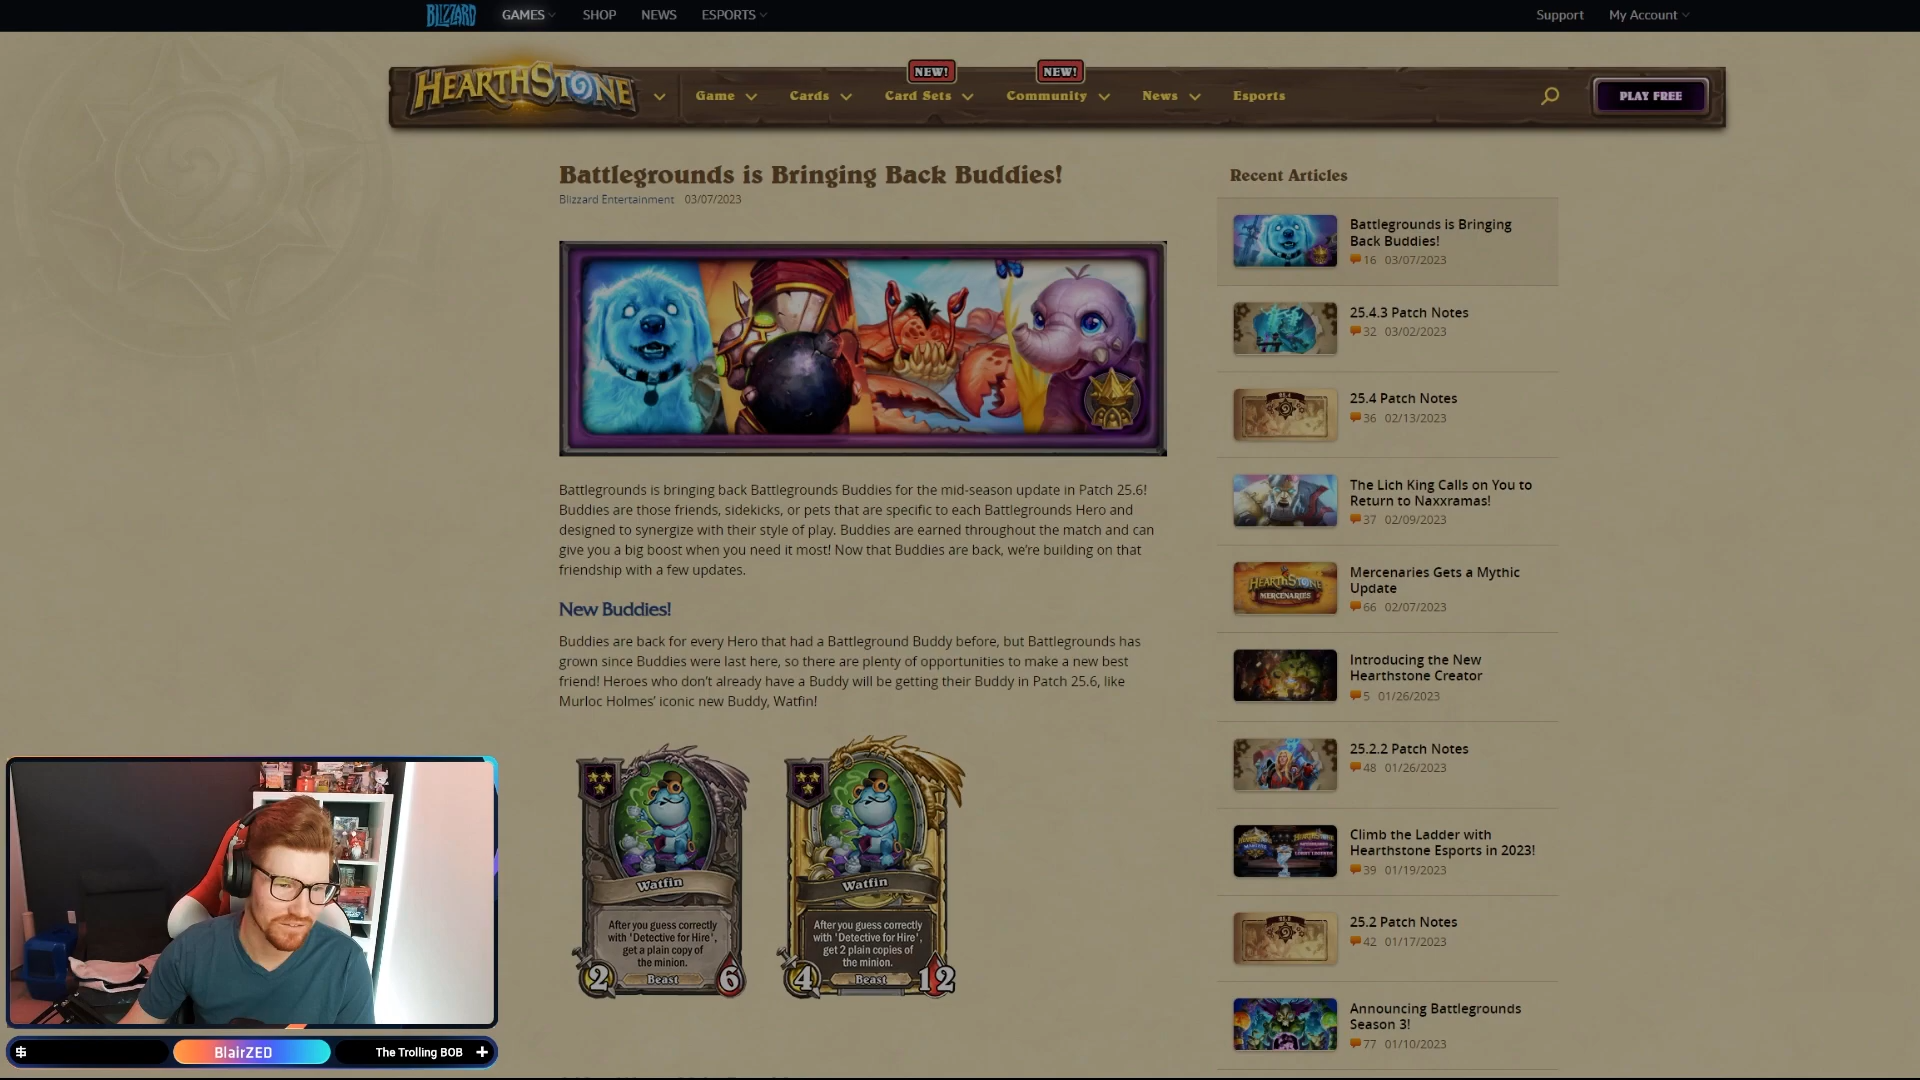 BLIZZARD
GAMES
SHOP
NEWS
ESPORTS
Support
My Account
HEARTHSTONE
Game
Cards
NEW!
Card Sets
NEW!
Community
News
Esports
PLAY FREE
Battlegrounds is Bringing Back Buddies!
Blizzard Entertainment 03/07/2023
Battlegrounds is bringing back Battlegrounds Buddies for the mid-season update in Patch 25.6!
Buddies are those friends, sidekicks, or pets that are specific to each Battlegrounds Hero and
designed to synergize with their style of play. Buddies are earned throughout the match and can
give you a big boost when you need it most! Now that Buddies are back, we’re building on that
friendship with a few updates.
New Buddies!
Buddies are back for every Hero that had a Battleground Buddy before, but Battlegrounds has
grown since Buddies were last here, so there are plenty of opportunities to make a new best
friend! Heroes who don’t already have a Buddy will be getting their Buddy in Patch 25.6, like
Murloc Holmes’ iconic new Buddy, Watfin!
Watfin
After you guess correctly
with 'Detective for Hire',
get a plain copy of
the minion.
2
Beast
6
Watfin
After you guess correctly
with 'Detective for Hire',
get 2 plain copies of
the minion.
4
Beast
12
Recent Articles
Battlegrounds is Bringing
Back Buddies!
16 03/07/2023
25.4.3 Patch Notes
32 03/02/2023
25.4 Patch Notes
36 02/13/2023
The Lich King Calls on You to
Return to Naxxramas!
37 02/09/2023
HEARTHSTONE
MERCENARIES
Mercenaries Gets a Mythic
Update
66 02/07/2023
Introducing the New
Hearthstone Creator
5 01/26/2023
25.2.2 Patch Notes
48 01/26/2023
Climb the Ladder with
Hearthstone Esports in 2023!
39 01/19/2023
25.2 Patch Notes
42 01/17/2023
Announcing Battlegrounds
Season 3!
77 01/10/2023
BlairZED
The Trolling BOB